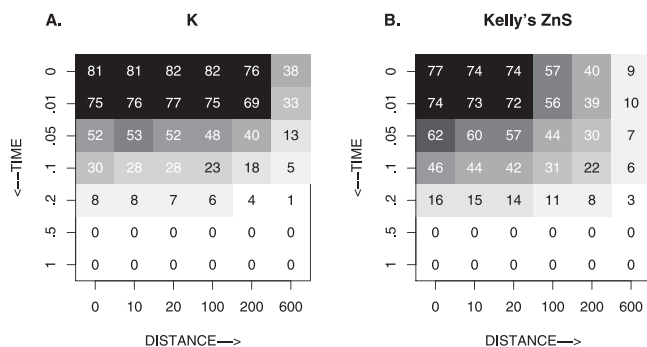 A. K
0 81 81 82 82 76 38
.01 75 76 77 75 69 33
.05 52 53 52 48 40 13
.1 30 28 28 23 18 5
.2 8 8 7 6 4 1
.5 0 0 0 0 0 0
1 0 0 0 0 0 0
0 10 20 100 200 600
DISTANCE—>
<---TIME
B. Kelly's ZnS
0 77 74 74 57 40 9
.01 74 73 72 56 39 10
.05 62 60 57 44 30 7
.1 46 44 42 31 22 6
.2 16 15 14 11 8 3
.5 0 0 0 0 0 0
1 0 0 0 0 0 0
0 10 20 100 200 600
DISTANCE—>
<---TIME